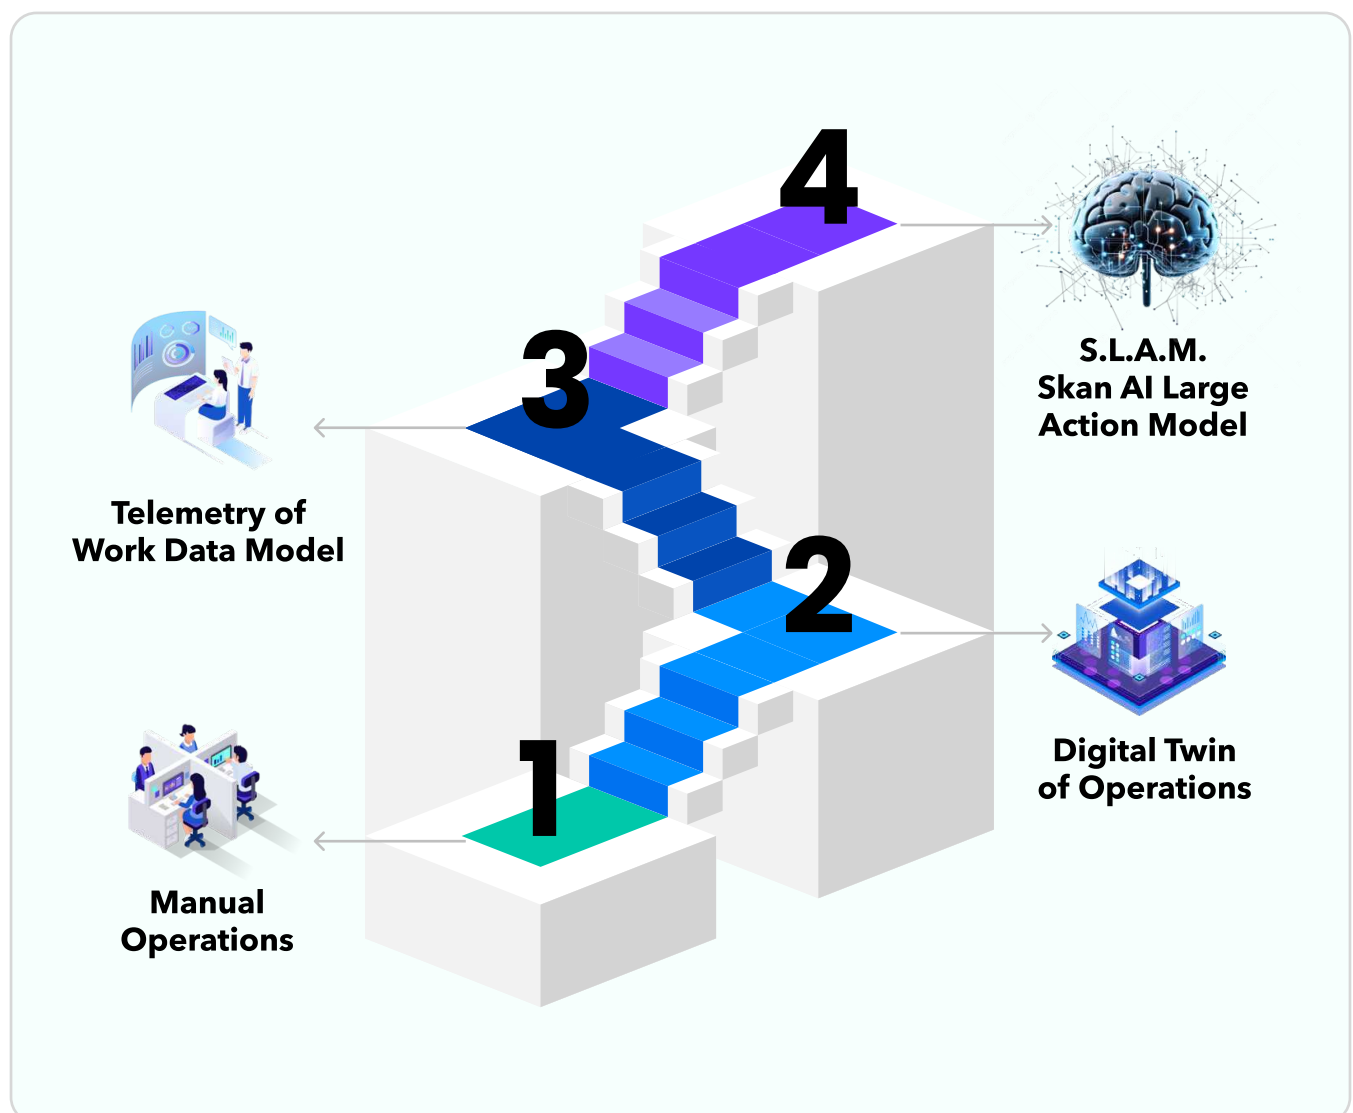 4
S.L.A.M.
Skan AI Large
Action Model
3
Telemetry of
Work Data Model
2
Digital Twin
of Operations
1
Manual
Operations